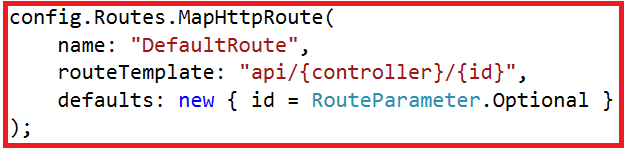 config.Routes.MapHttpRoute(
    name: "DefaultRoute",
    routeTemplate: "api/{controller}/{id}",
    defaults: new { id = RouteParameter.Optional }
);